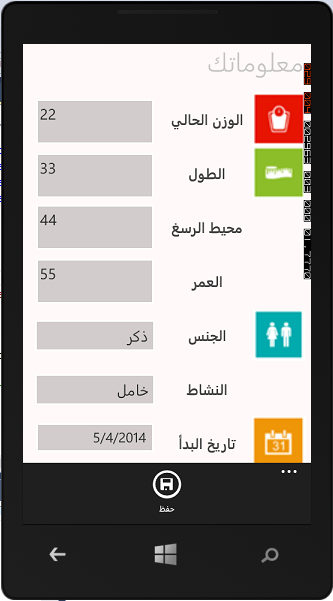 معلوماتك
الوزن الحالي 22
الطول 33
محيط الرسغ 44
العمر 55
الجنس ذكر
النشاط خامل
تاريخ البدأ 5/4/2014
31
حفظ